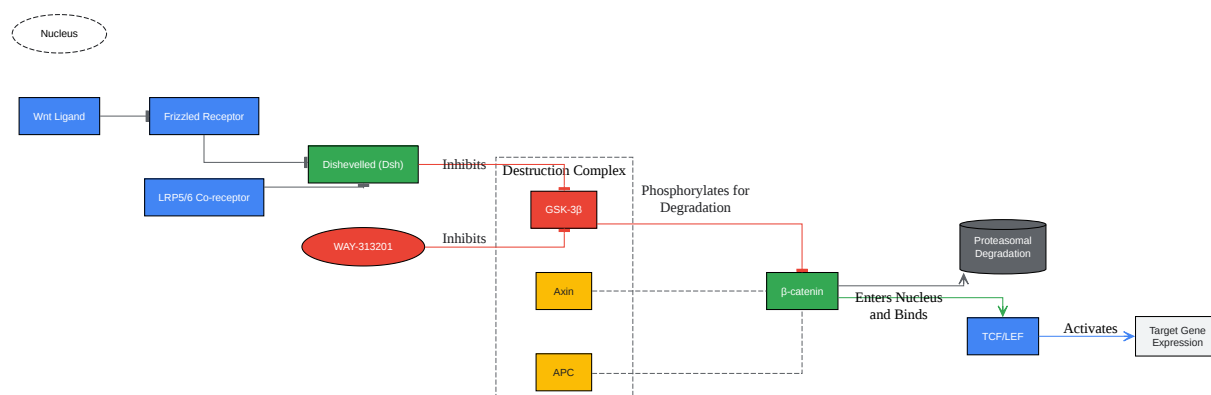 Nucleus
Wnt Ligand
Frizzled Receptor
Dishevelled (Dsh)
Inhibits
Destruction Complex
LRP5/6 Co-receptor
GSK-3β
Phosphorylates for
Degradation
WAY-313201
Inhibits
Proteasomal
Degradation
Axin
β-catenin
Enters Nucleus
and Binds
TCF/LEF
Activates
Target Gene
Expression
APC